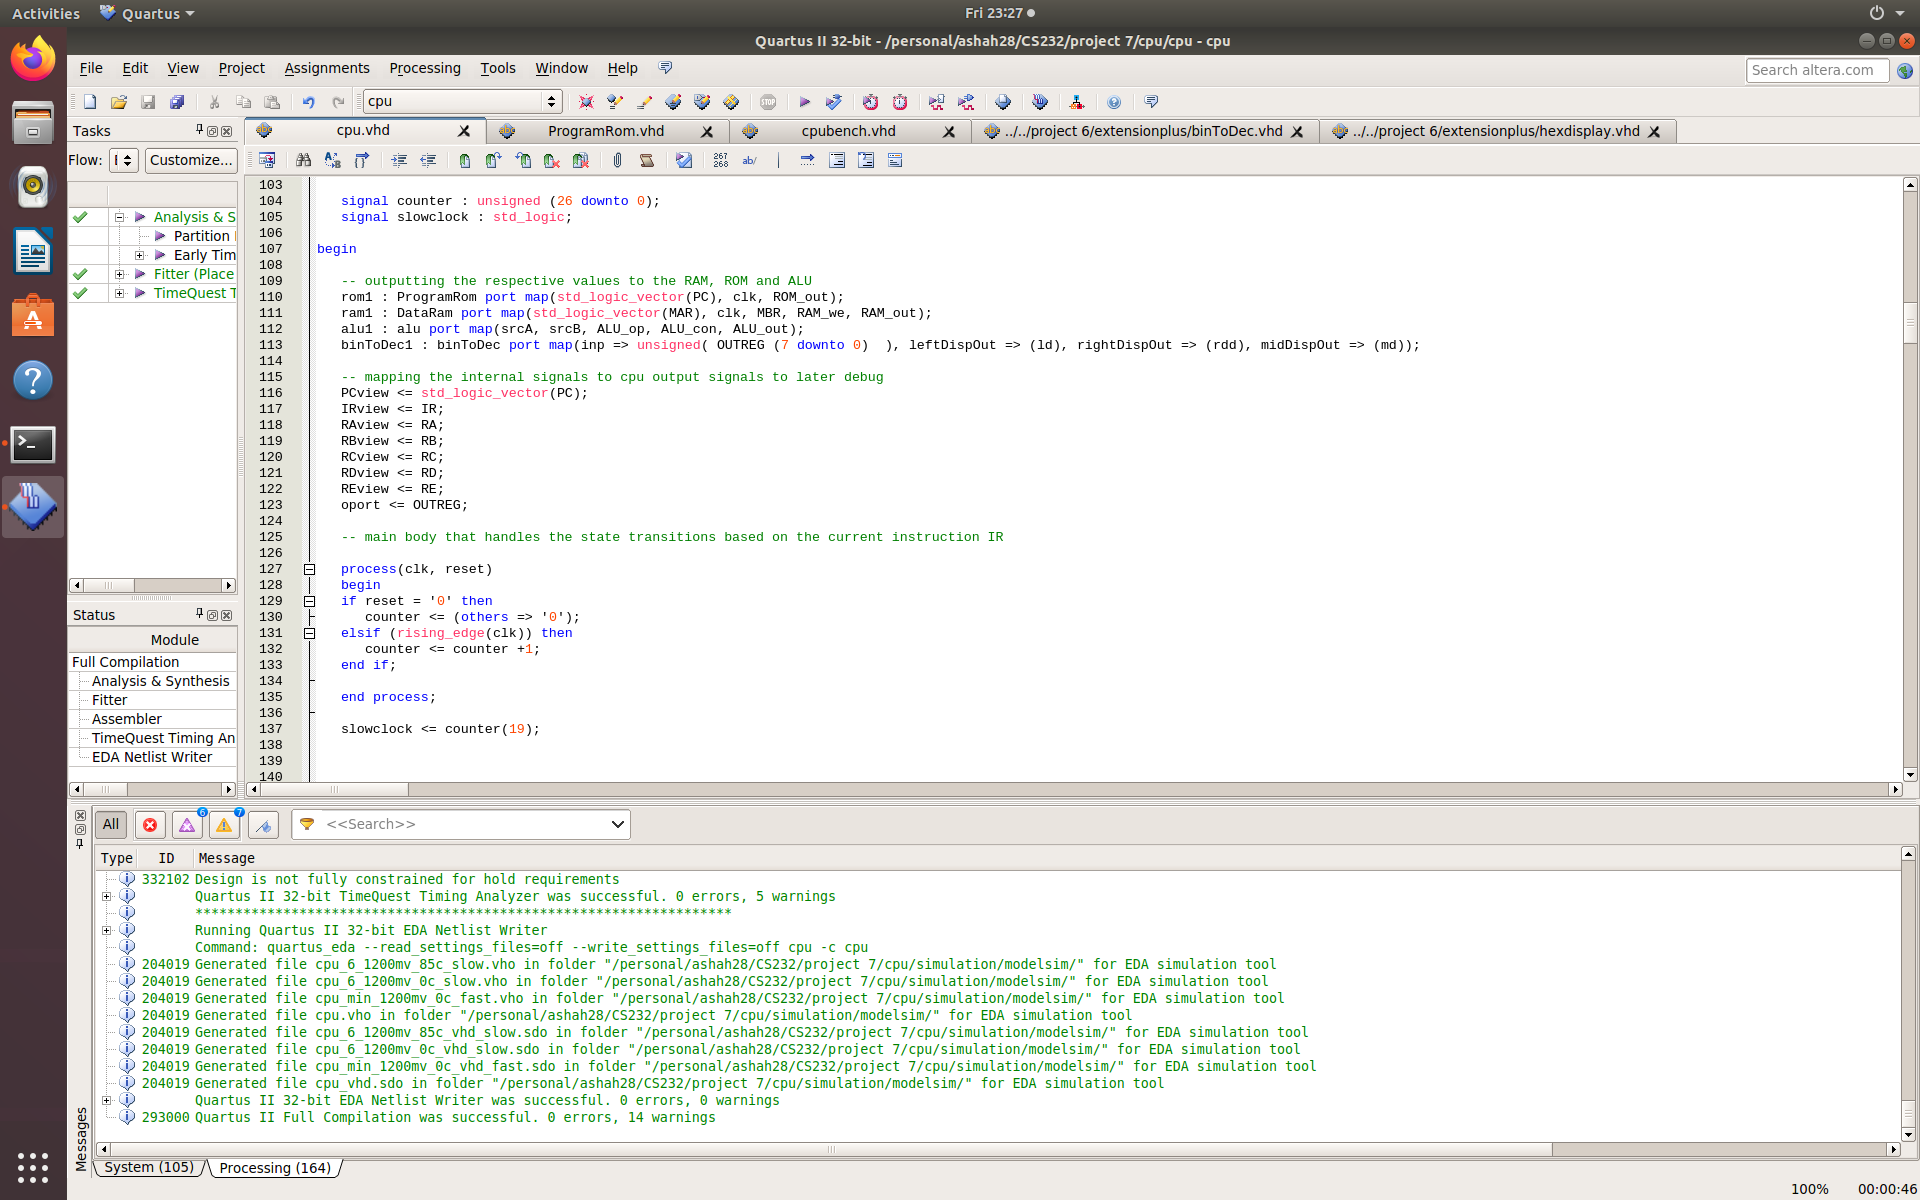 Activities
Quartus
Fri 23:27
Quartus II 32-bit - /personal/ashah28/CS232/project 7/cpu/cpu - cpu
File Edit View Project Assignments Processing Tools Window Help
Search altera.com
cpu
STOP
Tasks
cpu.vhd
ProgramRom.vhd
cpubench.vhd
../../project 6/extensionplus/binToDec.vhd
../../project 6/extensionplus/hexdisplay.vhd
Flow:
Customize...
267
268
ab/
Analysis & S
Partition
Early Tim
Fitter (Place
TimeQuest T
Status
Module
Full Compilation
Analysis & Synthesis
Fitter
Assembler
TimeQuest Timing An
EDA Netlist Writer
103
104 signal counter : unsigned (26 downto 0);
105 signal slowclock : std_logic;
106
107 begin
108
109 -- outputting the respective values to the RAM, ROM and ALU
110 rom1 : ProgramRom port map(std_logic_vector(PC), clk, ROM_out);
111 ram1 : DataRam port map(std_logic_vector(MAR), clk, MBR, RAM_we, RAM_out);
112 alu1 : alu port map(srcA, srcB, ALU_op, ALU_con, ALU_out);
113 binToDec1 : binToDec port map(inp => unsigned( OUTREG (7 downto 0)  ), leftDispOut => (ld), rightDispOut => (rdd), midDispOut => (md));
114
115 -- mapping the internal signals to cpu output signals to later debug
116 PCview <= std_logic_vector(PC);
117 IRview <= IR;
118 RAview <= RA;
119 RBview <= RB;
120 RCview <= RC;
121 RDview <= RD;
122 REview <= RE;
123 oport <= OUTREG;
124
125 -- main body that handles the state transitions based on the current instruction IR
126
127 process(clk, reset)
128 begin
129 if reset = '0' then
130 counter <= (others => '0');
131 elsif (rising_edge(clk)) then
132 counter <= counter +1;
133 end if;
134
135 end process;
136
137 slowclock <= counter(19);
138
139
140
All
6
7
<<Search>>
Type ID Message
332102 Design is not fully constrained for hold requirements
Quartus II 32-bit TimeQuest Timing Analyzer was successful. 0 errors, 5 warnings
*******************************************************************
Running Quartus II 32-bit EDA Netlist Writer
Command: quartus_eda --read_settings_files=off --write_settings_files=off cpu -c cpu
204019 Generated file cpu_6_1200mv_85c_slow.vho in folder "/personal/ashah28/CS232/project 7/cpu/simulation/modelsim/" for EDA simulation tool
204019 Generated file cpu_6_1200mv_0c_slow.vho in folder "/personal/ashah28/CS232/project 7/cpu/simulation/modelsim/" for EDA simulation tool
204019 Generated file cpu_min_1200mv_0c_fast.vho in folder "/personal/ashah28/CS232/project 7/cpu/simulation/modelsim/" for EDA simulation tool
204019 Generated file cpu.vho in folder "/personal/ashah28/CS232/project 7/cpu/simulation/modelsim/" for EDA simulation tool
204019 Generated file cpu_6_1200mv_85c_vhd_slow.sdo in folder "/personal/ashah28/CS232/project 7/cpu/simulation/modelsim/" for EDA simulation tool
204019 Generated file cpu_6_1200mv_0c_vhd_slow.sdo in folder "/personal/ashah28/CS232/project 7/cpu/simulation/modelsim/" for EDA simulation tool
204019 Generated file cpu_min_1200mv_0c_vhd_fast.sdo in folder "/personal/ashah28/CS232/project 7/cpu/simulation/modelsim/" for EDA simulation tool
204019 Generated file cpu_vhd.sdo in folder "/personal/ashah28/CS232/project 7/cpu/simulation/modelsim/" for EDA simulation tool
Quartus II 32-bit EDA Netlist Writer was successful. 0 errors, 0 warnings
293000 Quartus II Full Compilation was successful. 0 errors, 14 warnings
Messages
System (105)
Processing (164)
100% 00:00:46